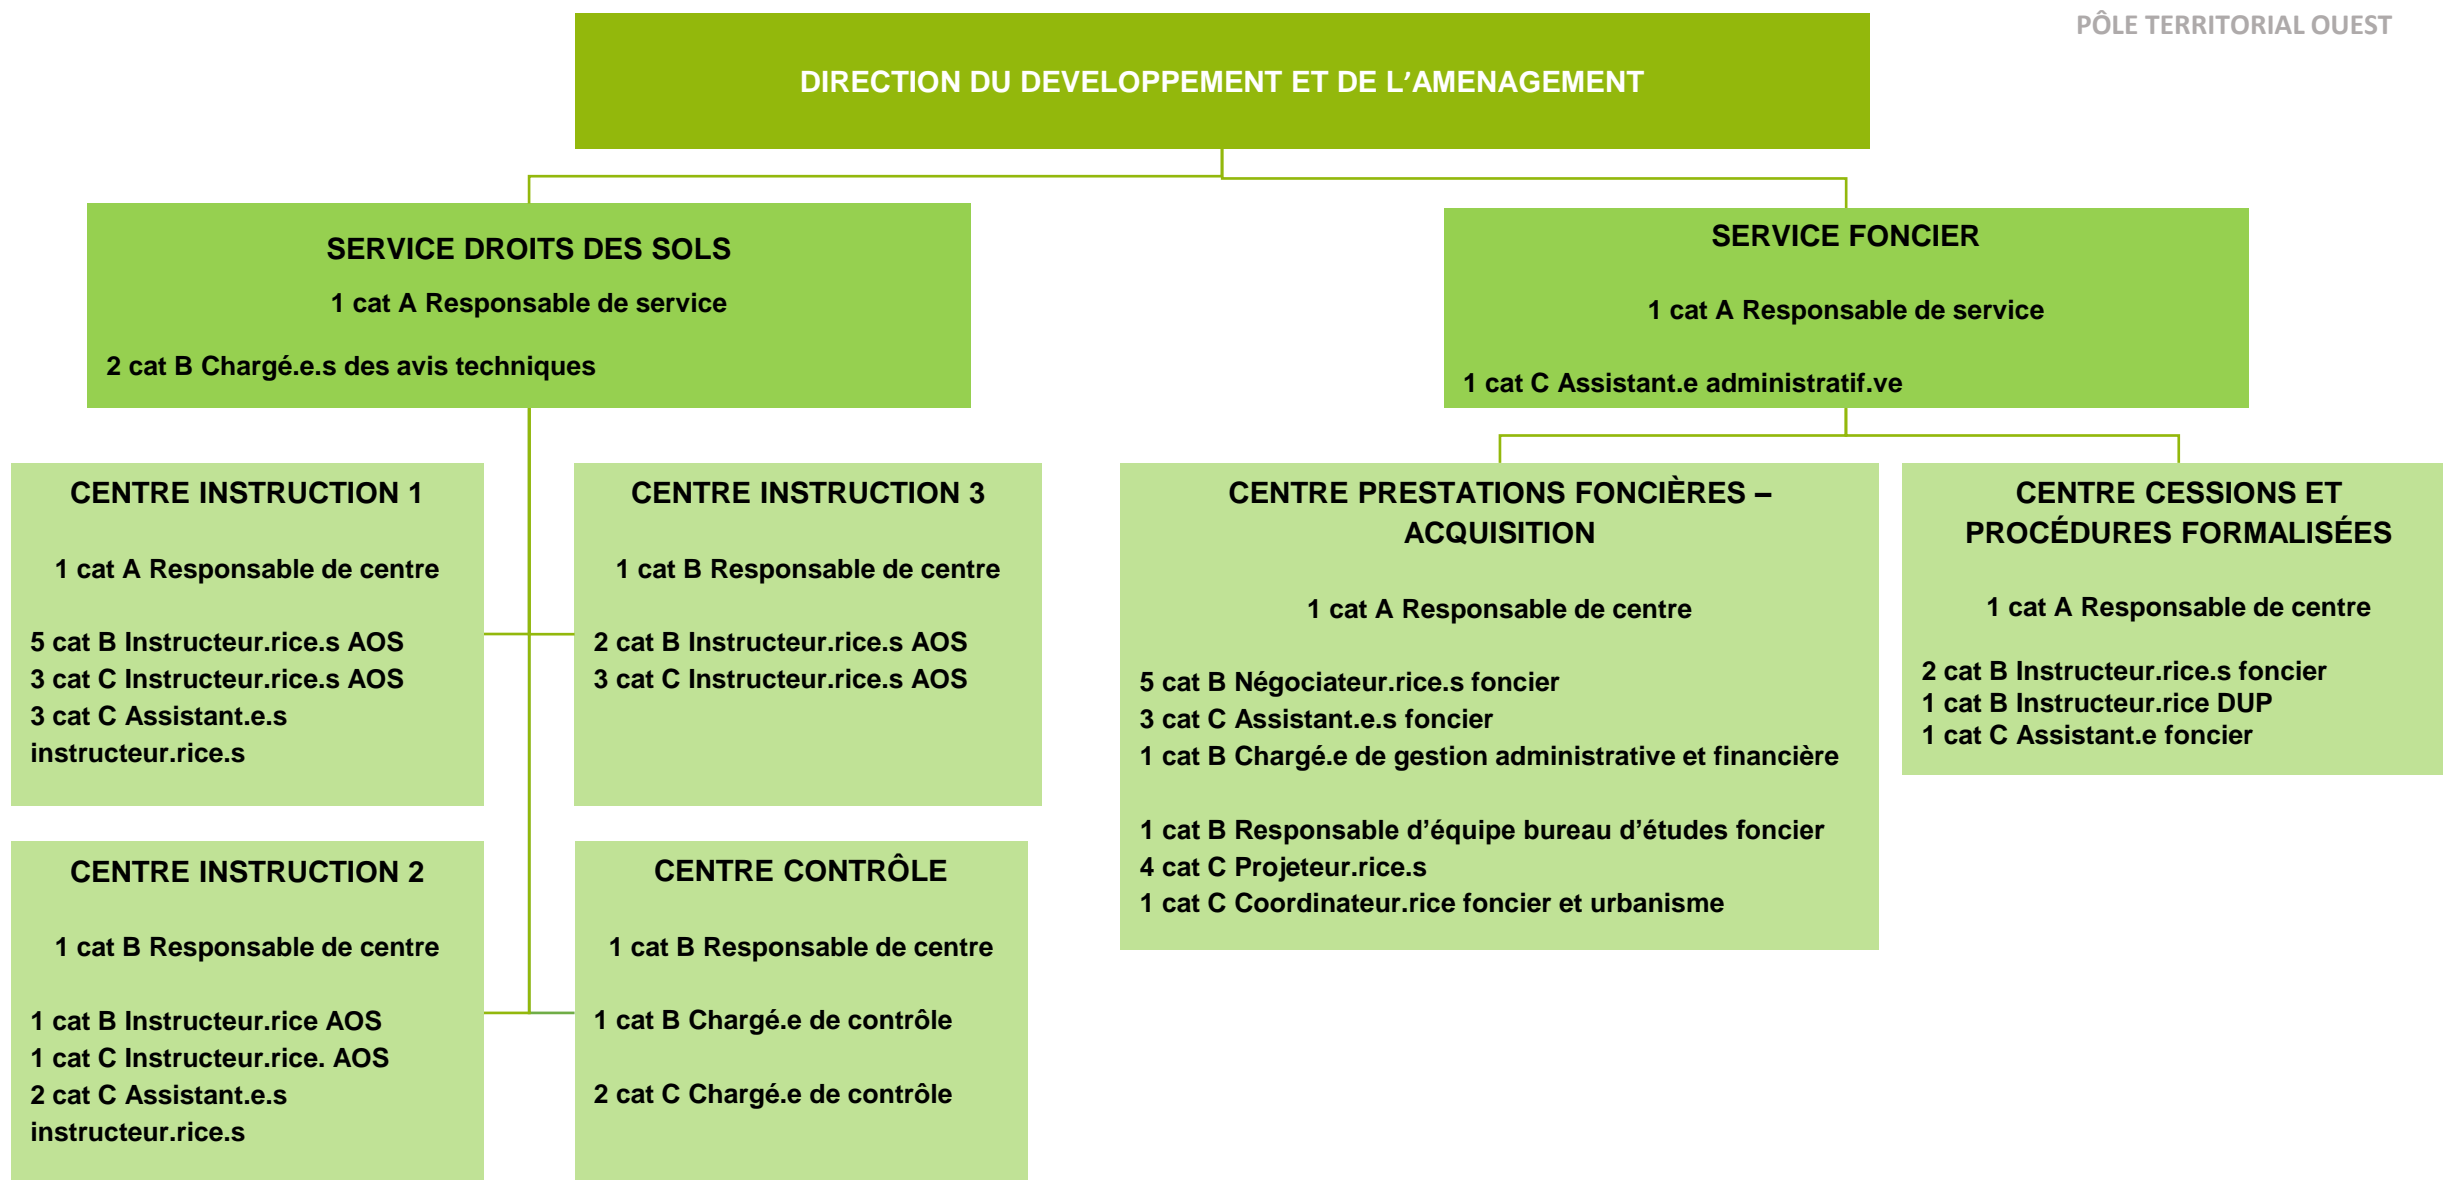 PÔLE TERRITORIAL OUEST
DIRECTION DU DEVELOPPEMENT ET DE L’AMENAGEMENT
SERVICE DROITS DES SOLS
1 cat A Responsable de service
2 cat B Chargé.e.s des avis techniques
SERVICE FONCIER
1 cat A Responsable de service
1 cat C Assistant.e administratif.ve
CENTRE INSTRUCTION 1
1 cat A Responsable de centre
5 cat B Instructeur.rice.s AOS
3 cat C Instructeur.rice.s AOS
3 cat C Assistant.e.s
instructeur.rice.s
CENTRE INSTRUCTION 3
1 cat B Responsable de centre
2 cat B Instructeur.rice.s AOS
3 cat C Instructeur.rice.s AOS
CENTRE PRESTATIONS FONCIÈRES –
ACQUISITION
1 cat A Responsable de centre
5 cat B Négociateur.rice.s foncier
3 cat C Assistant.e.s foncier
1 cat B Chargé.e de gestion administrative et financière
1 cat B Responsable d’équipe bureau d’études foncier
4 cat C Projeteur.rice.s
1 cat C Coordinateur.rice foncier et urbanisme
CENTRE CESSIONS ET
PROCÉDURES FORMALISÉES
1 cat A Responsable de centre
2 cat B Instructeur.rice.s foncier
1 cat B Instructeur.rice DUP
1 cat C Assistant.e foncier
CENTRE INSTRUCTION 2
1 cat B Responsable de centre
1 cat B Instructeur.rice AOS
1 cat C Instructeur.rice. AOS
2 cat C Assistant.e.s
instructeur.rice.s
CENTRE CONTRÔLE
1 cat B Responsable de centre
1 cat B Chargé.e de contrôle
2 cat C Chargé.e de contrôle